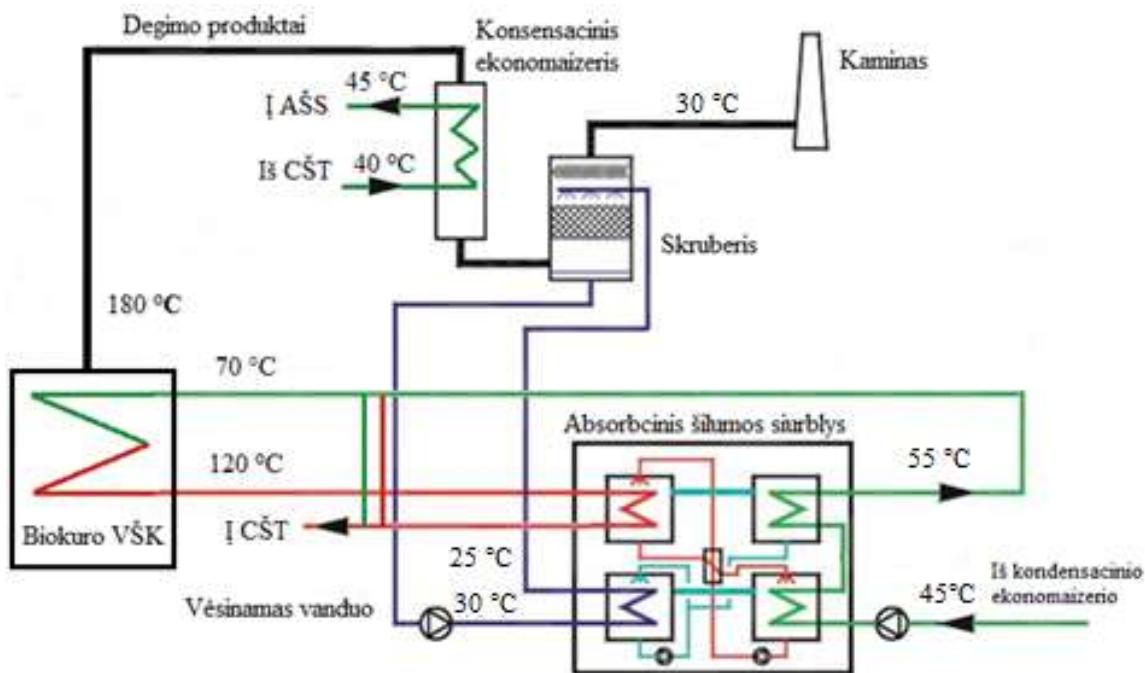 Degimo produktai
Konsensacinis
ekonomaizeris
Kaminas
45 °C
Į AŠS
30 °C
Iš CŠT
40 °C
Skruberis
180 °C
70 °C
Absorbcinis šilumos siurblys
120 °C
55 °C
Biokuro VŠK
Į CŠT
25 °C
Iš kondensacinio
ekonomaizerio
Vėsinamas vanduo
30 °C
45°C